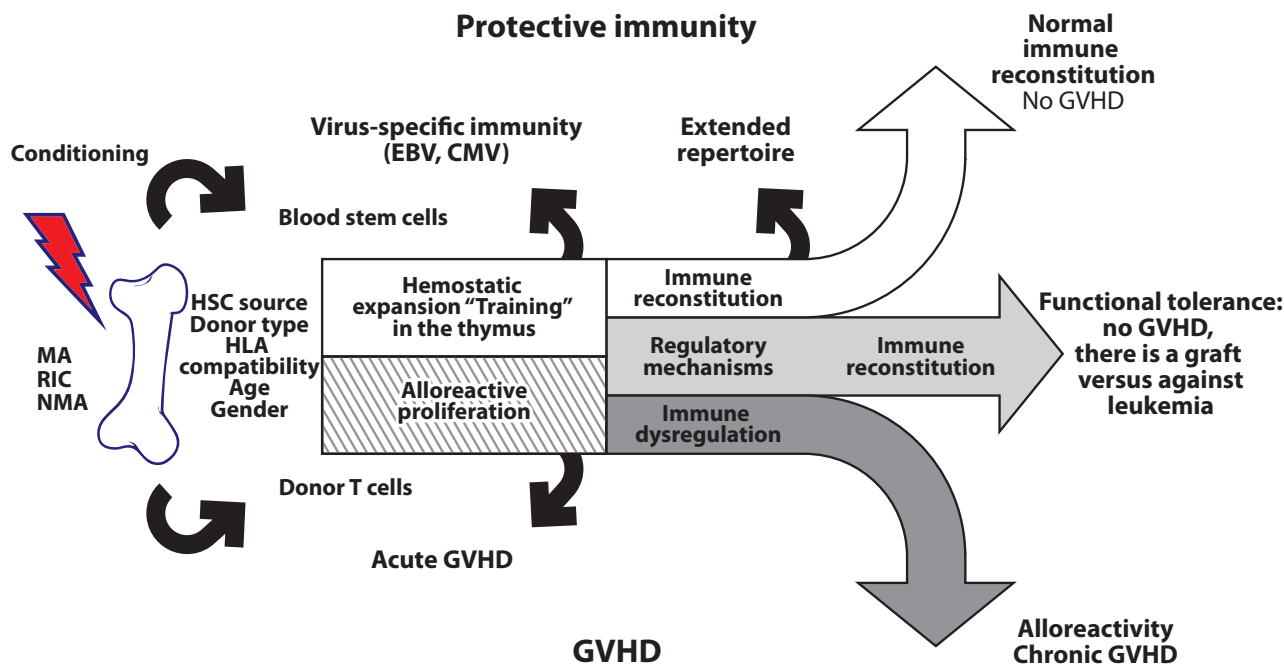 Protective immunity
Normal
immune
reconstitution
No GVHD
Virus-specific immunity
(EBV, CMV)
Extended
repertoire
Conditioning
Blood stem cells
HSC source
Donor type
HLA
compatibility
Age
Gender
MA
RIC
NMA
Hemostatic
expansion “Training”
in the thymus
Alloreactive
proliferation
Immune
reconstitution
Regulatory
mechanisms
Immune
reconstitution
Immune
dysregulation
Functional tolerance:
no GVHD,
there is a graft
versus against
leukemia
Donor T cells
Acute GVHD
Alloreactivity
Chronic GVHD
GVHD